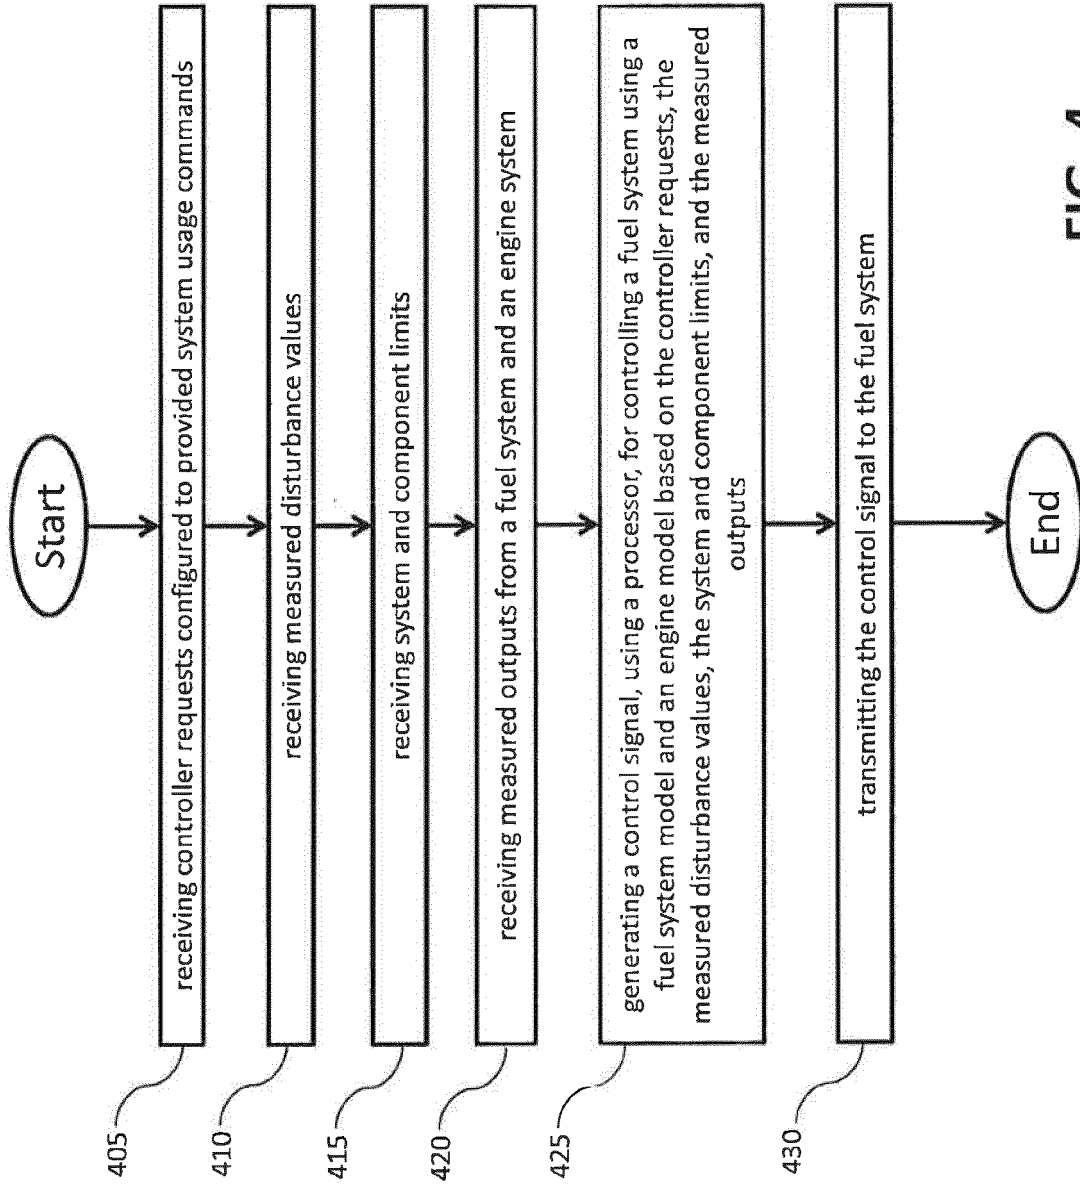 Start
405
receiving controller requests configured to provided system usage commands
410
receiving measured disturbance values
415
receiving system and component limits
420
receiving measured outputs from a fuel system and an engine system
425
generating a control signal, using a processor, for controlling a fuel system using a
fuel system model and an engine model based on the controller requests, the
measured disturbance values, the system and component limits, and the measured
outputs
430
transmitting the control signal to the fuel system
End
FIG. 4